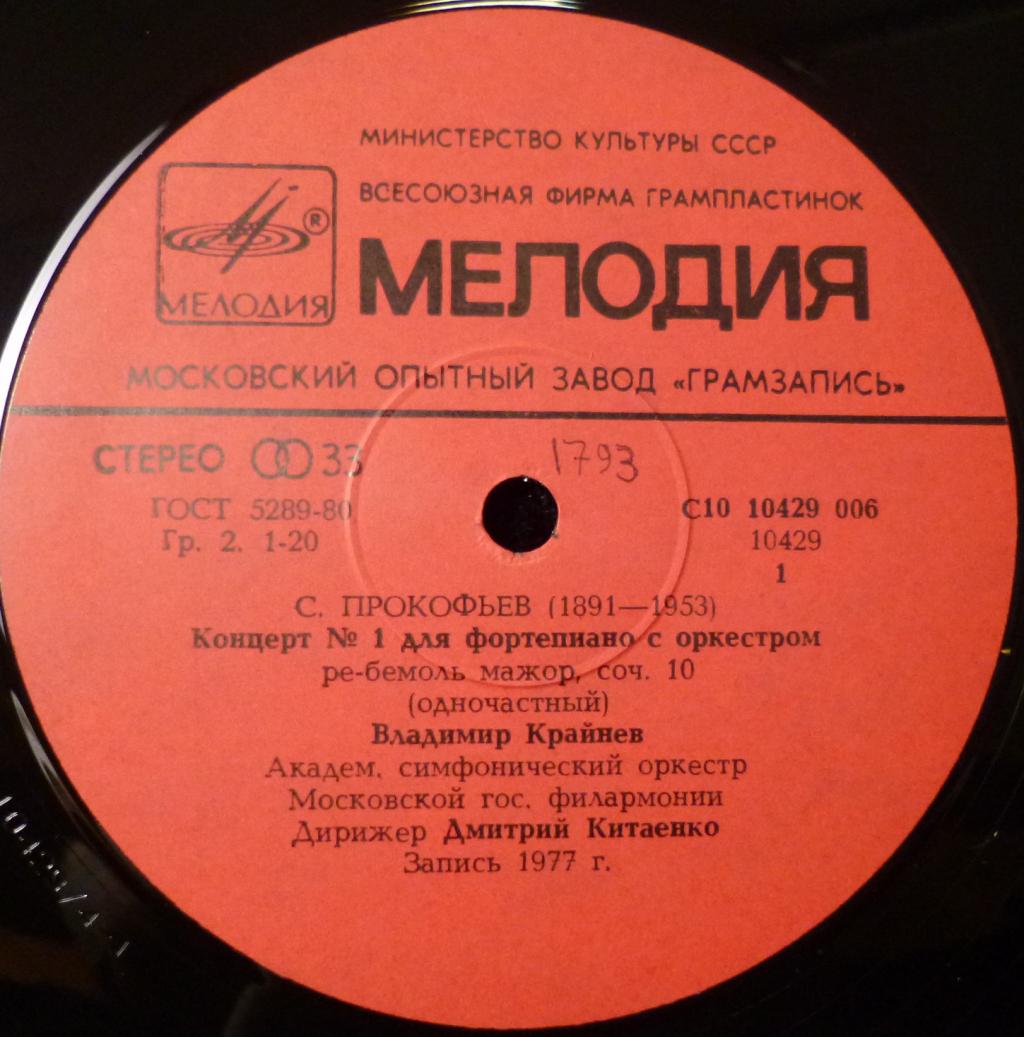 МИНИСТЕРСТВО КУЛЬТУРЫ СССР
ВСЕСОЮЗНАЯ ФИРМА ГРАМПЛАСТИНОК
®
МЕЛОДИЯ
МЕЛОДИЯ
МОСКОВСКИЙ ОПЫТНЫЙ ЗАВОД «ГРАМЗАПИСЬ»
СТЕРЕО 33
1793
ГОСТ 5289-80
С10 10429 006
Гр. 2. 1-20
10429
1
С. ПРОКОФЬЕВ (1891—1953)
Концерт № 1 для фортепиано с оркестром
ре-бемоль мажор, соч. 10
(одночастный)
Владимир Крайнев
Академ. симфонический оркестр
Московской гос. филармонии
Дирижер Дмитрий Китаенко
Запись 1977 г.